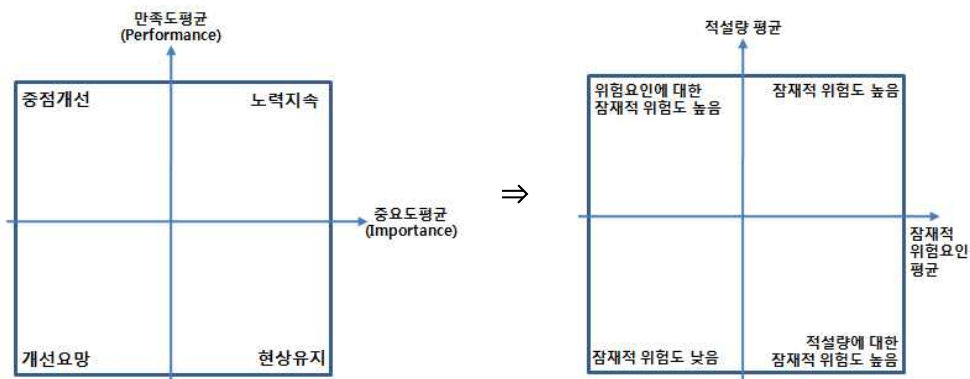 만족도평균
(Performance)
중점개선
노력지속
중요도평균
(Importance)
개선요망
현상유지
⇒
적설량 평균
위험요인에 대한
잠재적 위험도 높음
잠재적 위험도 높음
잠재적
위험요인
평균
잠재적 위험도 낮음
적설량에 대한
잠재적 위험도 높음